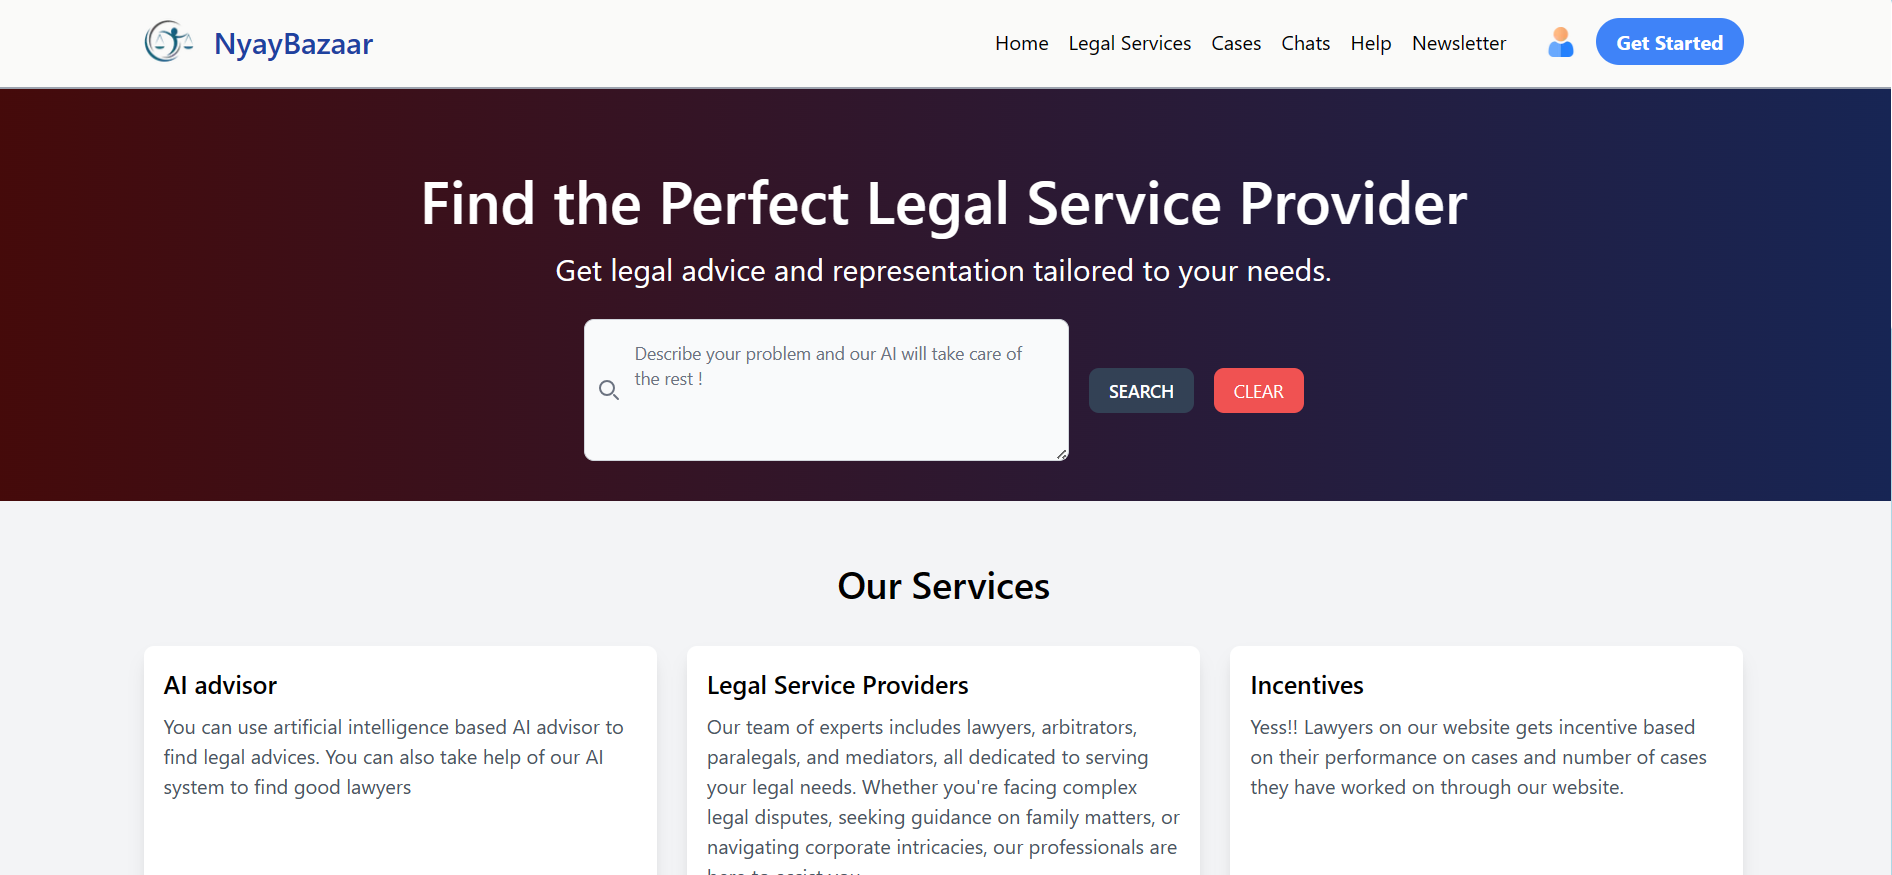 NyayBazaar
Home Legal Services Cases Chats Help Newsletter Get Started
Find the Perfect Legal Service Provider
Get legal advice and representation tailored to your needs.
Describe your problem and our AI will take care of
the rest !
SEARCH CLEAR
Our Services
AI advisor
You can use artificial intelligence based AI advisor to
find legal advices. You can also take help of our AI
system to find good lawyers
Legal Service Providers
Our team of experts includes lawyers, arbitrators,
paralegals, and mediators, all dedicated to serving
your legal needs. Whether you're facing complex
legal disputes, seeking guidance on family matters, or
navigating corporate intricacies, our professionals are
here to assist you
Incentives
Yess!! Lawyers on our website gets incentive based
on their performance on cases and number of cases
they have worked on through our website.